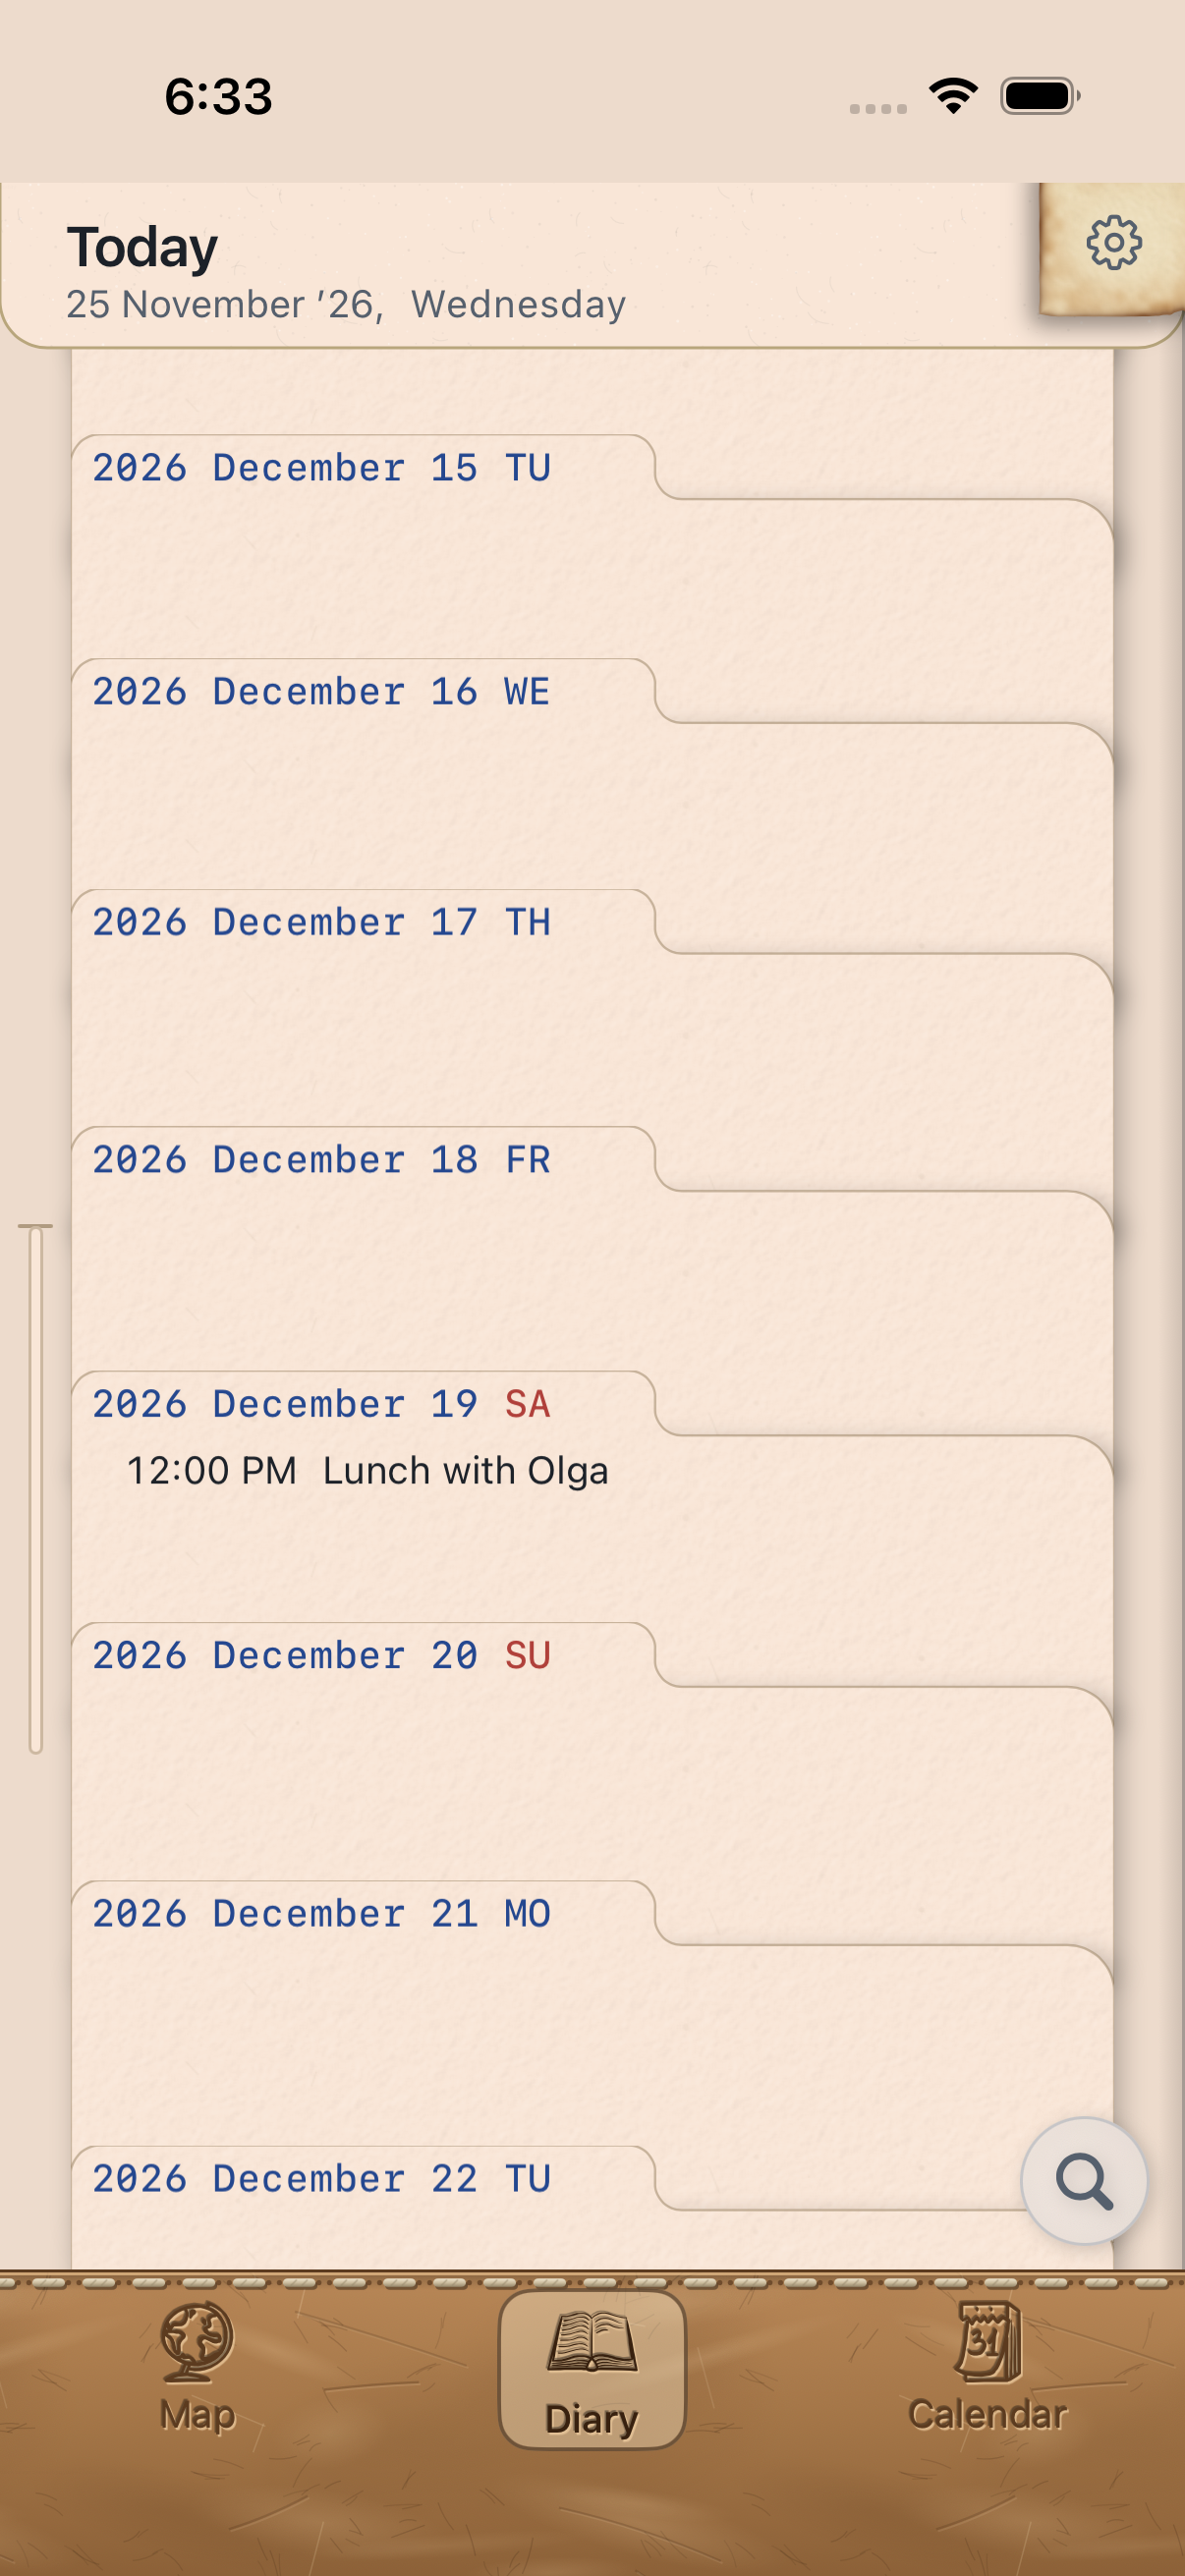 6:33
Today
25 November ’26, Wednesday
2026 December 15 TU
2026 December 16 WE
2026 December 17 TH
2026 December 18 FR
2026 December 19 SA
12:00 PM Lunch with Olga
2026 December 20 SU
2026 December 21 MO
2026 December 22 TU
31
Map
Diary
Calendar